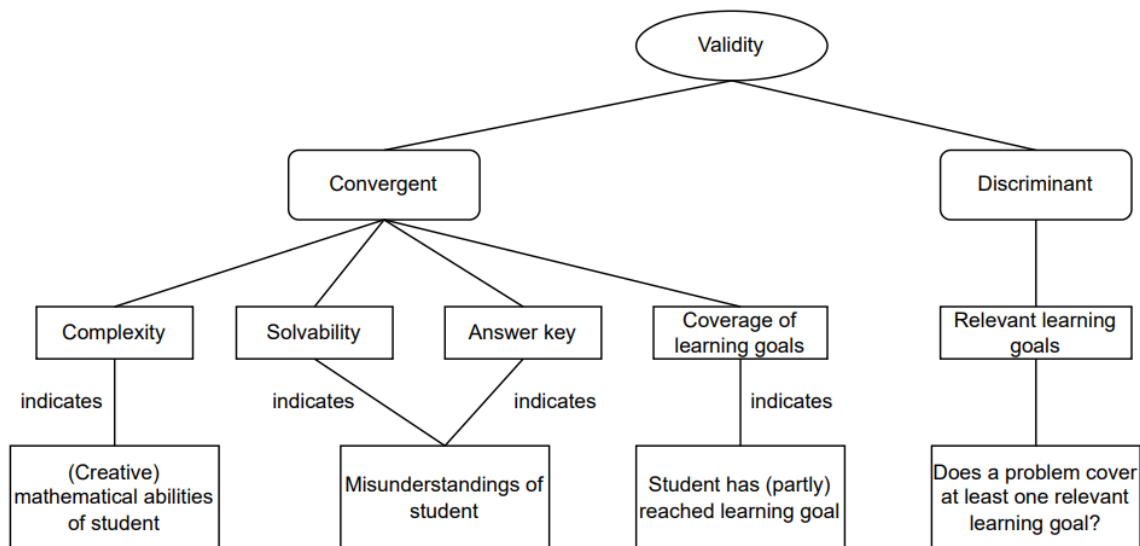 Validity
Convergent
Discriminant
Complexity
Solvability
Answer key
Coverage of
learning goals
Relevant learning
goals
indicates
indicates
indicates
indicates
(Creative)
mathematical abilities
of student
Misunderstandings of
student
Student has (partly)
reached learning goal
Does a problem cover
at least one relevant
learning goal?